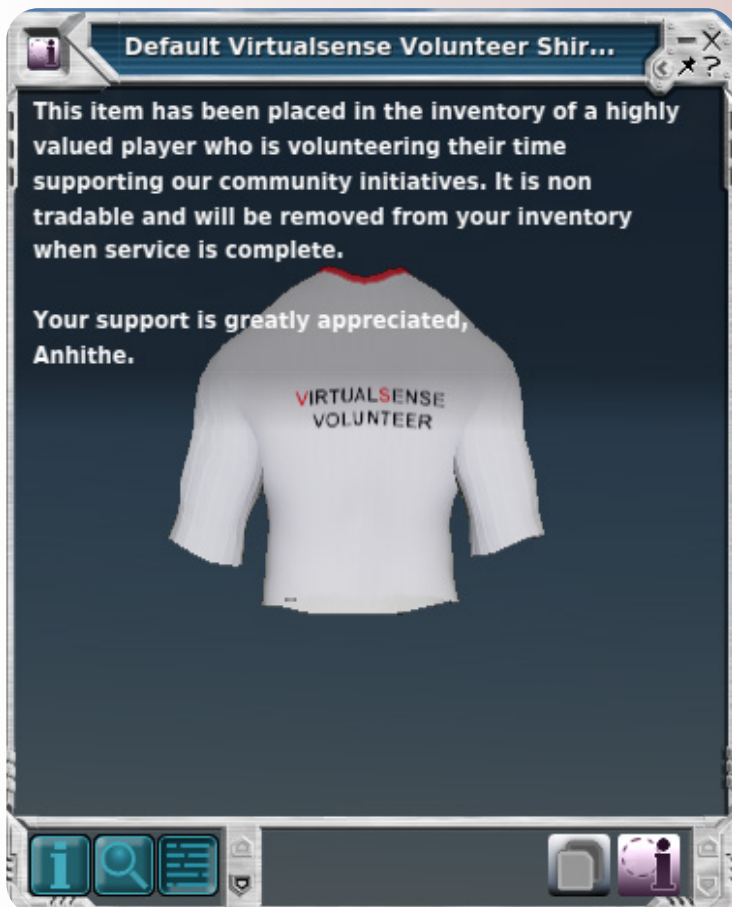 Default Virtualsense Volunteer Shir...
This item has been placed in the inventory of a highly
valued player who is volunteering their time
supporting our community initiatives. It is non
tradable and will be removed from your inventory
when service is complete.
Your support is greatly appreciated,
Anhithe.
VIRTUALSENSE
VOLUNTEER